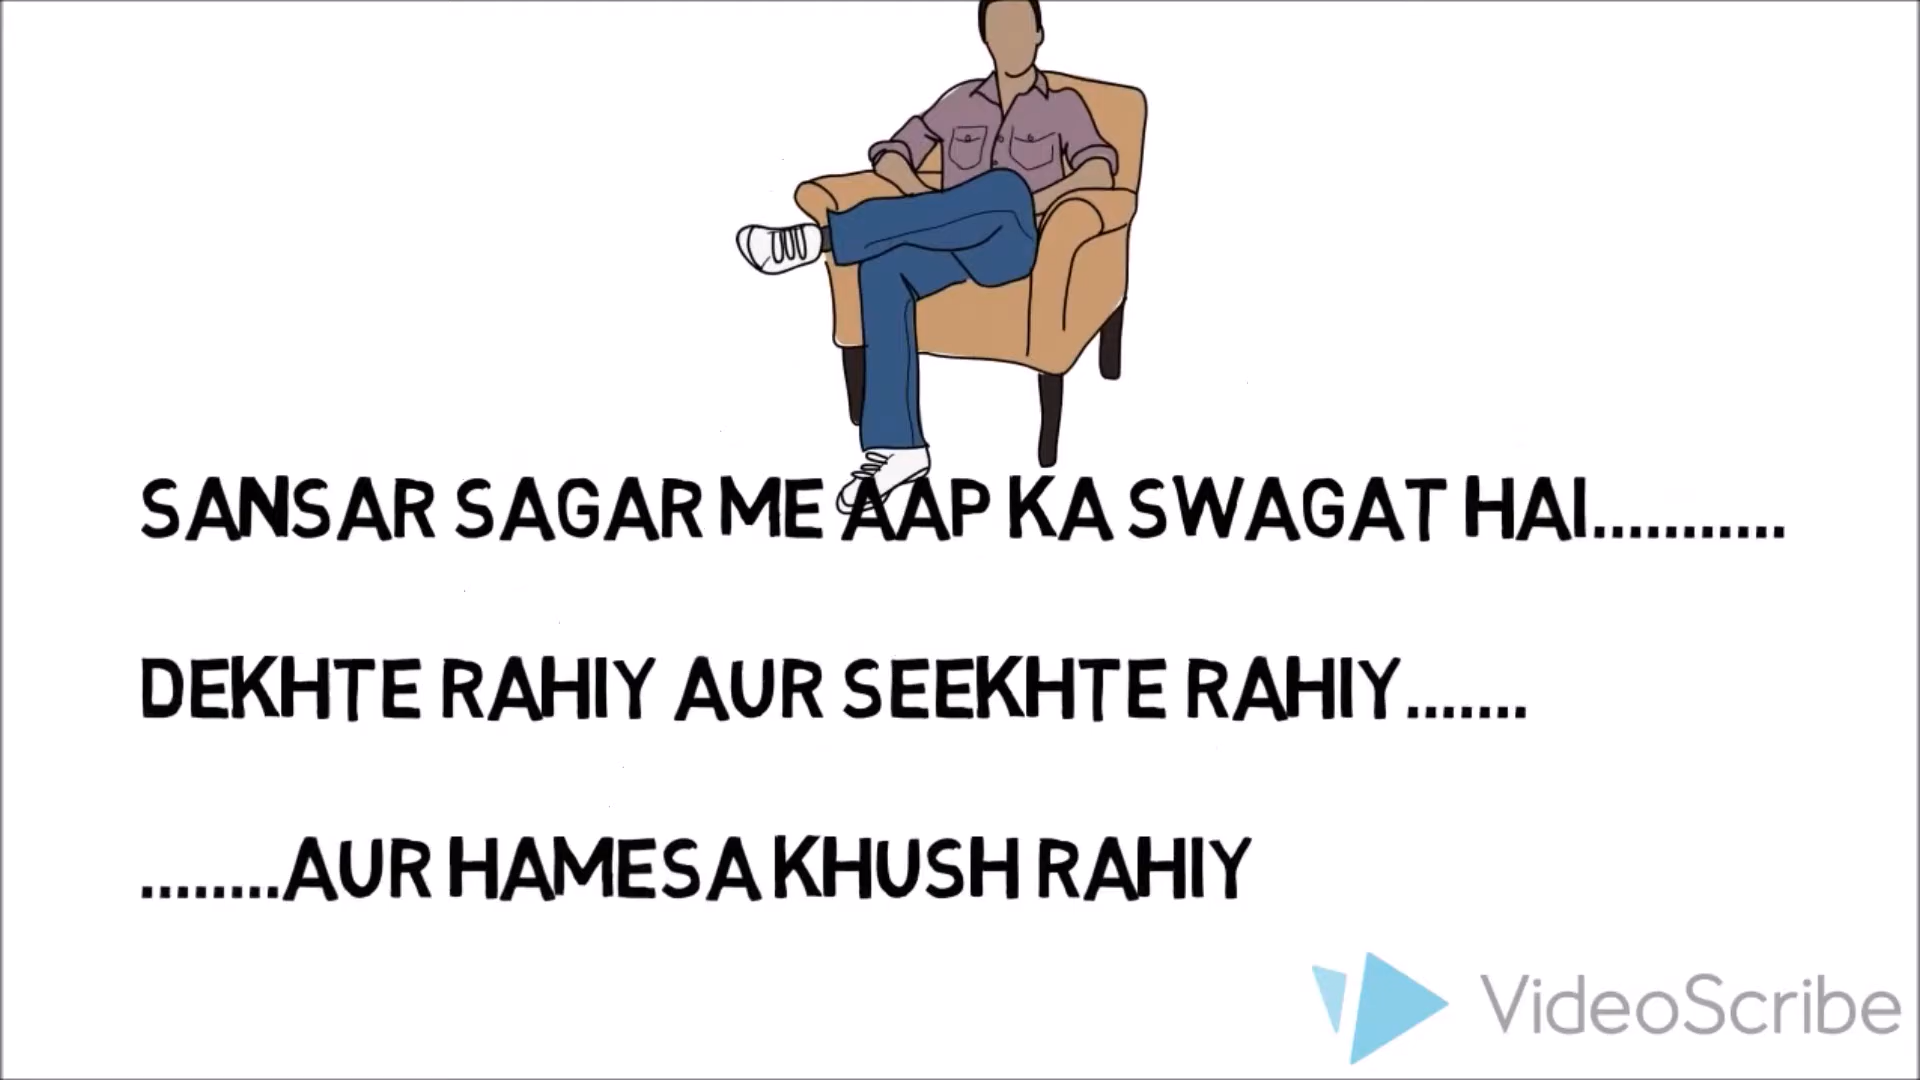 SANSAR SAGAR ME AAP KA SWAGAT HAI...........
DEKHTE RAHIY AUR SEEKHTE RAHIY.......
........AUR HAMESA KHUSH RAHIY
VideoScribe